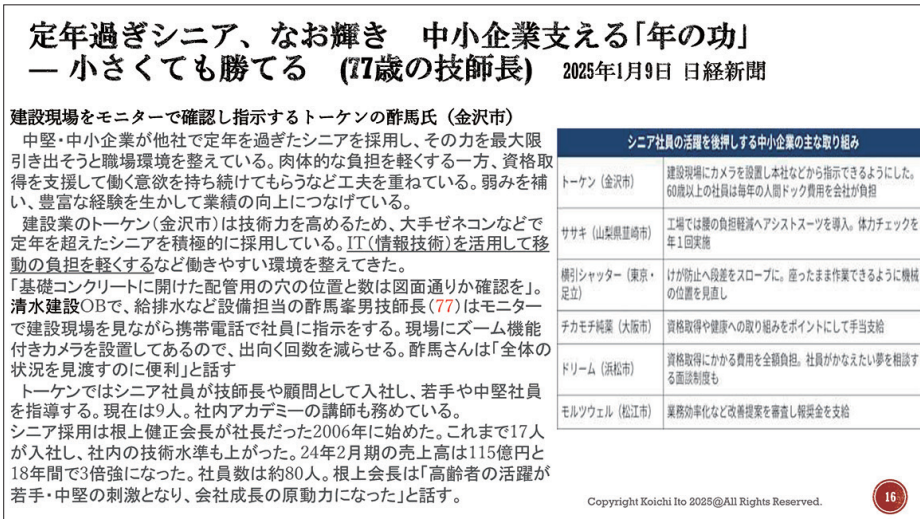 定年過ぎシニア、なお輝き　中小企業支える「年の功」
― 小さくても勝てる　(77歳の技師長)　2025年1月9日 日経新聞
建設現場をモニターで確認し指示するトーケンの酢馬氏（金沢市）
中堅・中小企業が他社で定年を過ぎたシニアを採用し、その力を最大限
引き出そうと職場環境を整えている。肉体的な負担を軽くする一方、資格取
得を支援して働く意欲を持ち続けてもらうなど工夫を重ねている。弱みを補
い、豊富な経験を生かして業績の向上につなげている。
建設業のトーケン(金沢市)は技術力を高めるため、大手ゼネコンなどで
定年を超えたシニアを積極的に採用している。IT(情報技術)を活用して移
動の負担を軽くするなど働きやすい環境を整えてきた。
「基礎コンクリートに開けた配管用の穴の位置と数は図面通りか確認を」。
清水建設OBで、給排水など設備担当の酢馬峯男技師長(77)はモニター
で建設現場を見ながら携帯電話で社員に指示をする。現場にズーム機能
付きカメラを設置してあるので、出向く回数を減らせる。酢馬さんは「全体の
状況を見渡すのに便利」と話す
トーケンではシニア社員が技師長や顧問として入社し、若手や中堅社員
を指導する。現在は9人。社内アカデミーの講師も務めている。
シニア採用は根上健正会長が社長だった2006年に始めた。これまで17人
が入社し、社内の技術水準も上がった。24年2月期の売上高は115億円と
18年間で3倍強になった。社員数は約80人。根上会長は「高齢者の活躍が
若手・中堅の刺激となり、会社成長の原動力になった」と話す。
シニア社員の活躍を後押しする中小企業の主な取り組み
トーケン（金沢市）
建設現場にカメラを設置し本社などから指示できるようにした。
60歳以上の社員は毎年の人間ドック費用を会社が負担
ササキ（山梨県韮崎市）
工場では腰の負担軽減へアシストスーツを導入。体力チェックを
年1回実施
横引シャッター（東京・
足立）
けが防止へ段差をスロープに。座ったまま作業できるように機械
の位置を見直し
チカモチ純薬（大阪市）
資格取得や健康への取り組みをポイントにして手当支給
ドリーム（浜松市）
資格取得にかかる費用を全額負担。社員がかなえたい夢を相談す
る面談制度も
モルツウェル（松江市）
業務効率化など改善提案を審査し報奨金を支給
Copyright Koichi Ito 2025@All Rights Reserved.
16